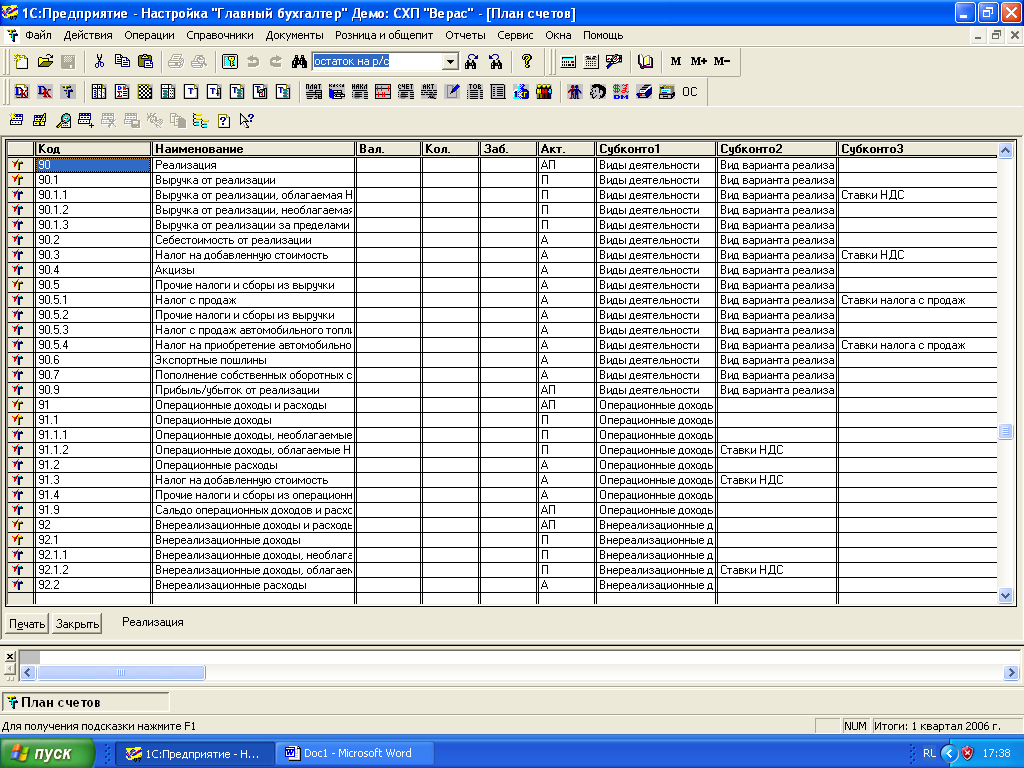 1С:Предприятие - Настройка "Главный бухгалтер" Демо: СХП "Верас" - [План счетов]
Файл Действия Операции Справочники Документы Розница и общепит Отчеты Сервис Окна Помощь
остаток на р/с M M+ M−
ОС
Код Наименование Вал. Кол. Заб. Акт. Субконто1 Субконто2 Субконто3
90 Реализация АП Виды деятельности Вид варианта реализа
90.1 Выручка от реализации П Виды деятельности Вид варианта реализа
90.1.1 Выручка от реализации, облагаемая Н П Виды деятельности Вид варианта реализа Ставки НДС
90.1.2 Выручка от реализации, необлагаемая П Виды деятельности Вид варианта реализа
90.1.3 Выручка от реализации за пределами П Виды деятельности Вид варианта реализа
90.2 Себестоимость от реализации А Виды деятельности Вид варианта реализа
90.3 Налог на добавленную стоимость А Виды деятельности Вид варианта реализа Ставки НДС
90.4 Акцизы А Виды деятельности Вид варианта реализа
90.5 Прочие налоги и сборы из выручки А Виды деятельности Вид варианта реализа
90.5.1 Налог с продаж А Виды деятельности Вид варианта реализа Ставки налога с продаж
90.5.2 Прочие налоги и сборы из выручки А Виды деятельности Вид варианта реализа
90.5.3 Налог с продаж автомобильного топли А Виды деятельности Вид варианта реализа
90.5.4 Налог на приобретение автомобильно А Виды деятельности Вид варианта реализа Ставки налога с продаж
90.6 Экспортные пошлины А Виды деятельности Вид варианта реализа
90.7 Пополнение собственных оборотных с А Виды деятельности Вид варианта реализа
90.9 Прибыль/убыток от реализации АП Виды деятельности Вид варианта реализа
91 Операционные доходы и расходы АП Операционные доходь
91.1 Операционные доходы П Операционные доходь
91.1.1 Операционные доходы, необлагаемые П Операционные доходь
91.1.2 Операционные доходы, облагаемые Н П Операционные доходь Ставки НДС
91.2 Операционные расходы А Операционные доходь
91.3 Налог на добавленную стоимость А Операционные доходь Ставки НДС
91.4 Прочие налоги и сборы из операционн А Операционные доходь
91.9 Сальдо операционных доходов и расхо АП Операционные доходь
92 Внереализационные доходы и расходь АП Внереализационные д
92.1 Внереализационные доходы П Внереализационные д
92.1.1 Внереализационные доходы, необлага П Внереализационные д
92.1.2 Внереализационные доходы, облагаем П Внереализационные д Ставки НДС
92.2 Внереализационные расходы А Внереализационные д
Печать Закрыть Реализация
План счетов
Для получения подсказки нажмите F1 NUM Итоги: 1 квартал 2006 г.
пуск 1С:Предприятие - Н... Doc1 - Microsoft Word RL 17:38